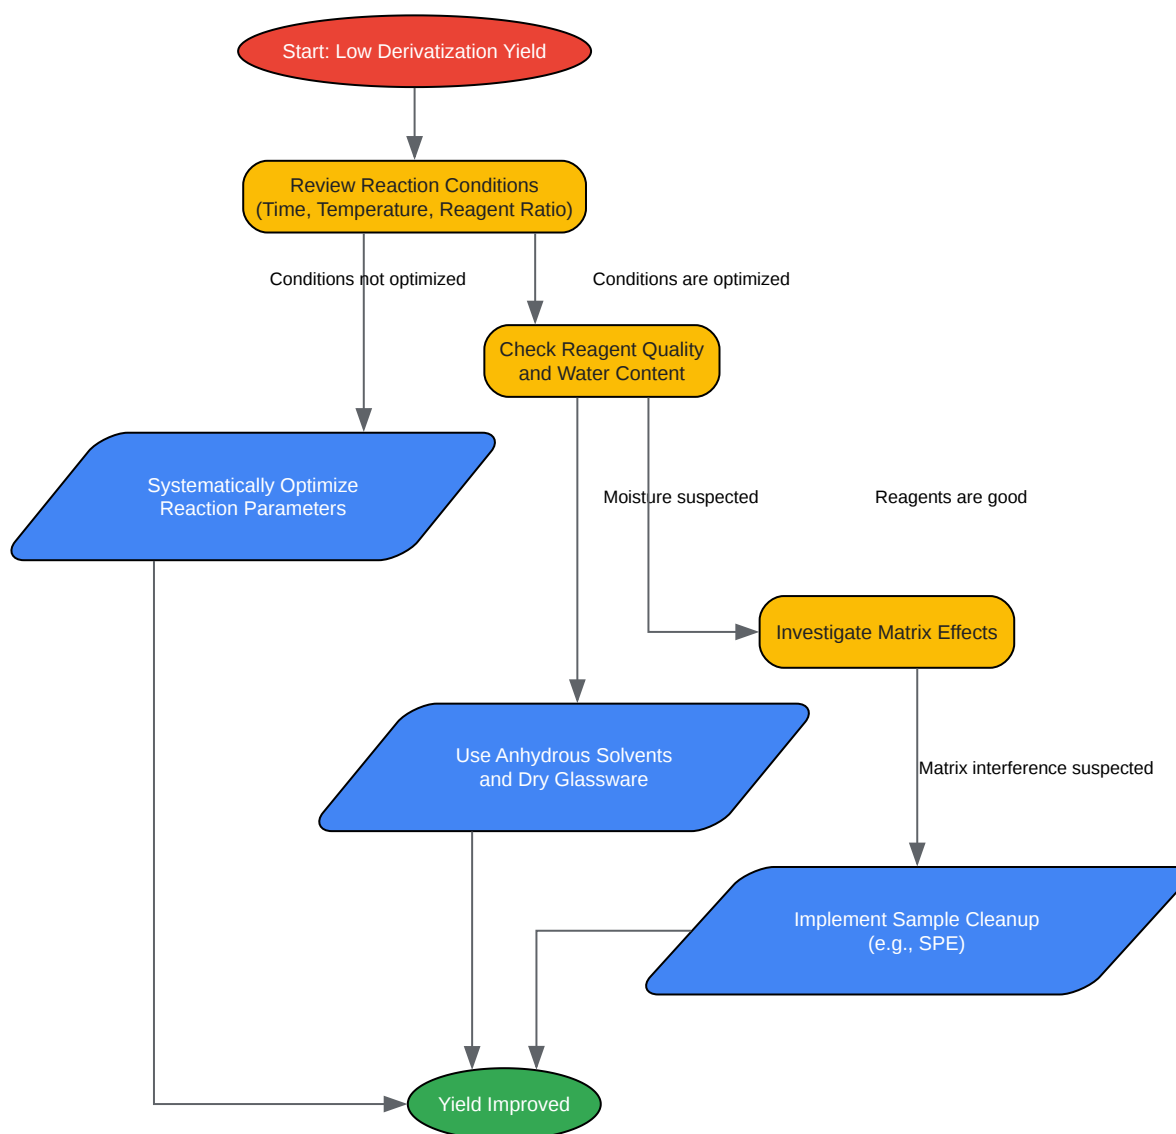 Start: Low Derivatization Yield
Review Reaction Conditions
(Time, Temperature, Reagent Ratio)
Conditions not optimized
Conditions are optimized
Check Reagent Quality
and Water Content
Systematically Optimize
Reaction Parameters
Moisture suspected
Reagents are good
Investigate Matrix Effects
Use Anhydrous Solvents
and Dry Glassware
Matrix interference suspected
Implement Sample Cleanup
(e.g., SPE)
Yield Improved